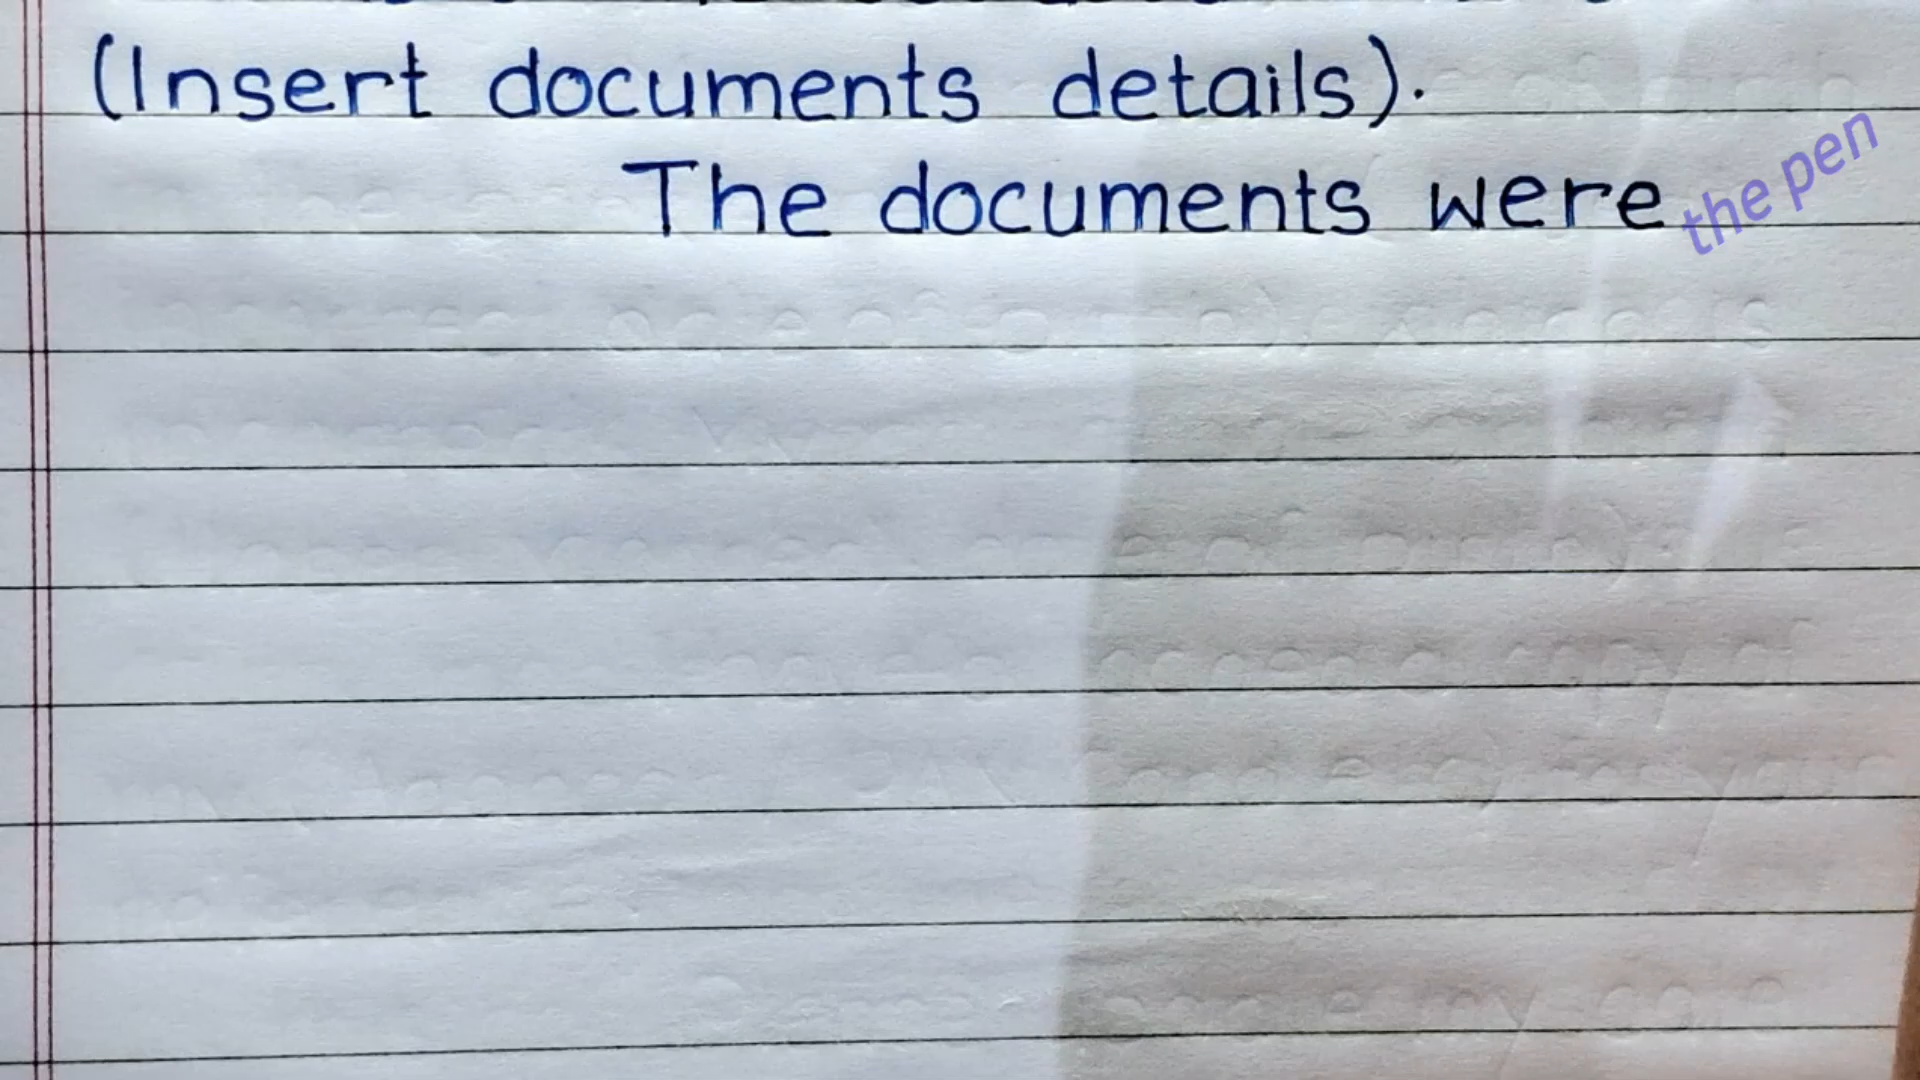 (Insert documents details).
The documents were
the pen